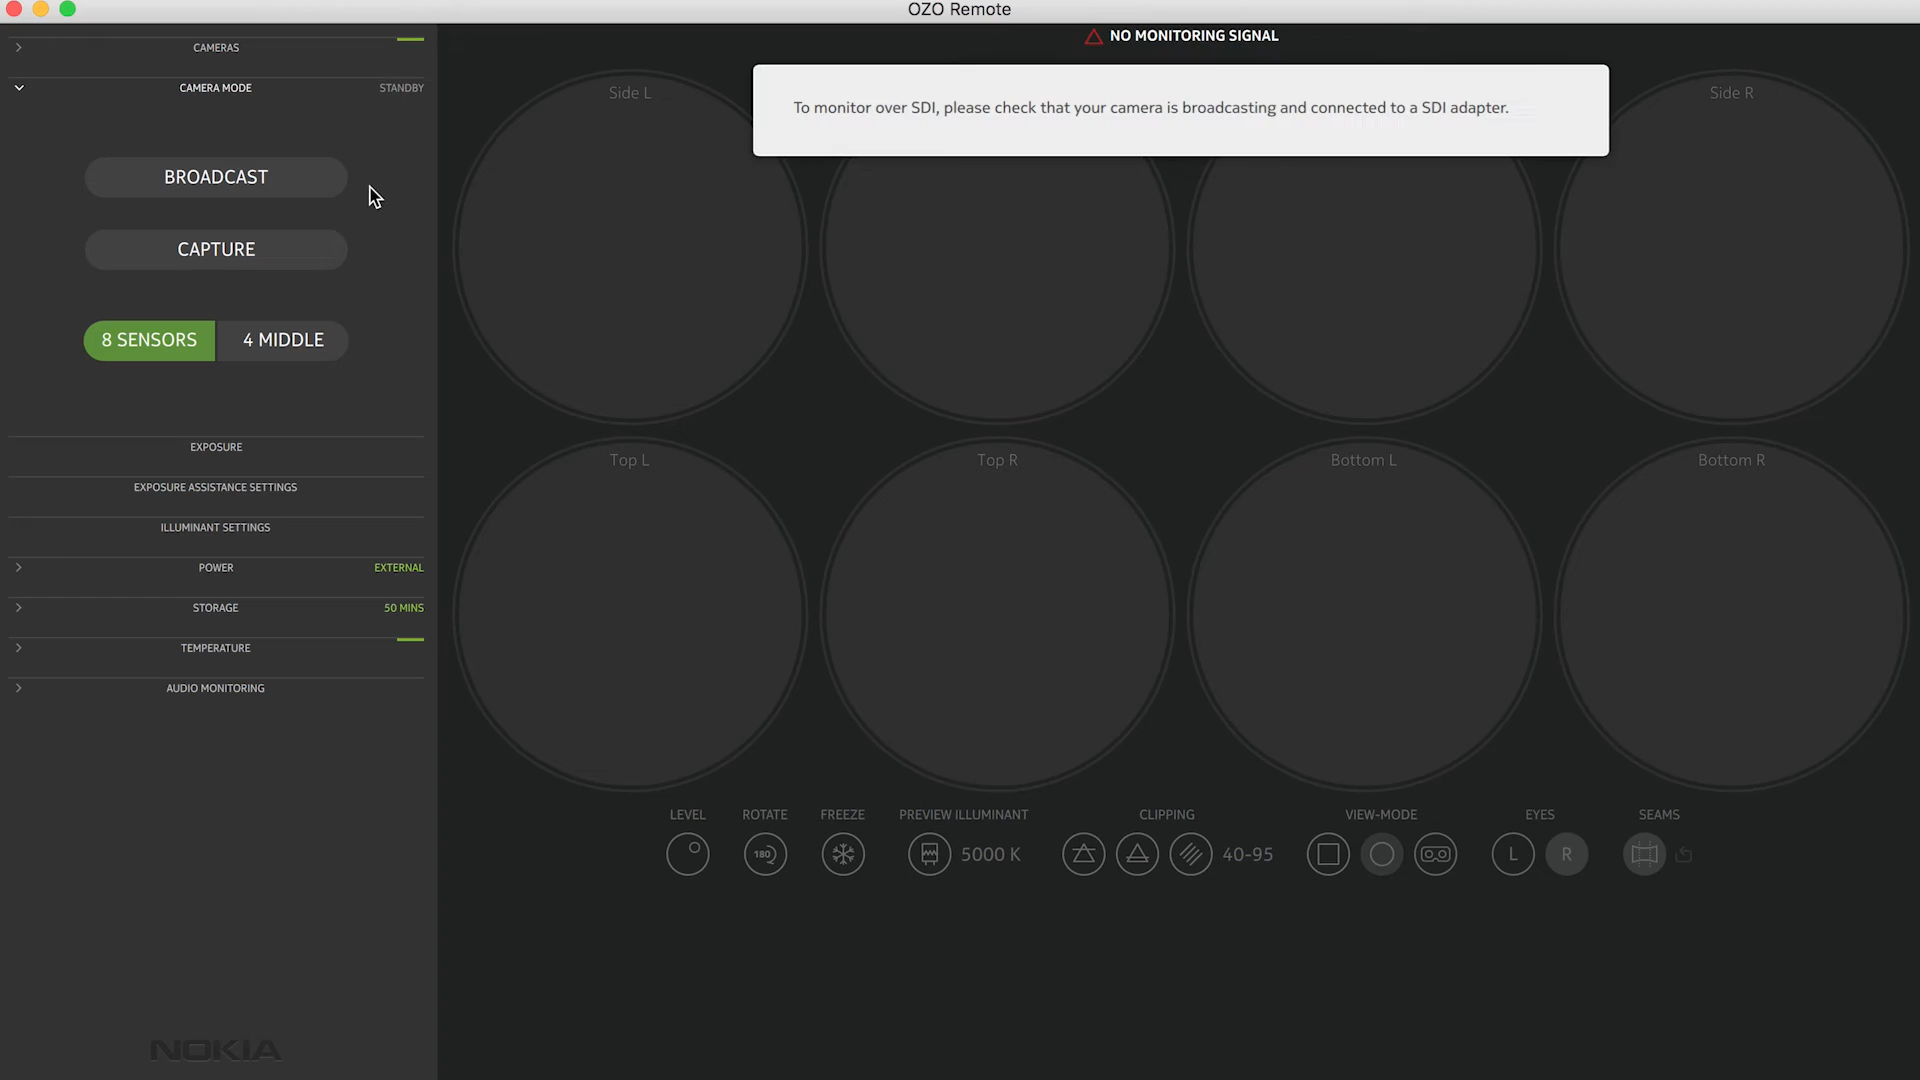 OZO Remote
CAMERAS
CAMERA MODE STANDBY
BROADCAST
CAPTURE
8 SENSORS 4 MIDDLE
EXPOSURE
EXPOSURE ASSISTANCE SETTINGS
ILLUMINANT SETTINGS
POWER EXTERNAL
STORAGE 50 MINS
TEMPERATURE
AUDIO MONITORING
NOKIA
NO MONITORING SIGNAL
To monitor over SDI, please check that your camera is broadcasting and connected to a SDI adapter.
Side L Side R
Top L Top R Bottom L Bottom R
LEVEL ROTATE FREEZE PREVIEW ILLUMINANT CLIPPING VIEW-MODE EYES SEAMS
180 5000 K 40-95 L R